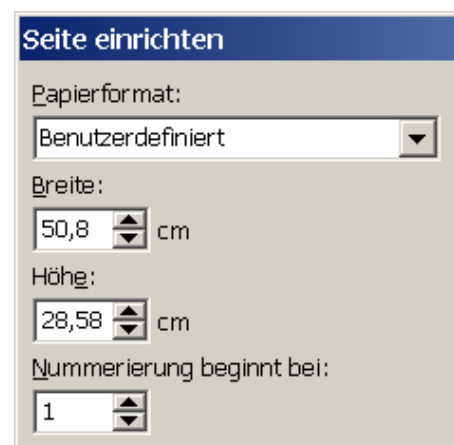 Seite einrichten
Papierformat:
Benutzerdefiniert
Breite:
50,8 cm
Höhe:
28,58 cm
Nummerierung beginnt bei:
1